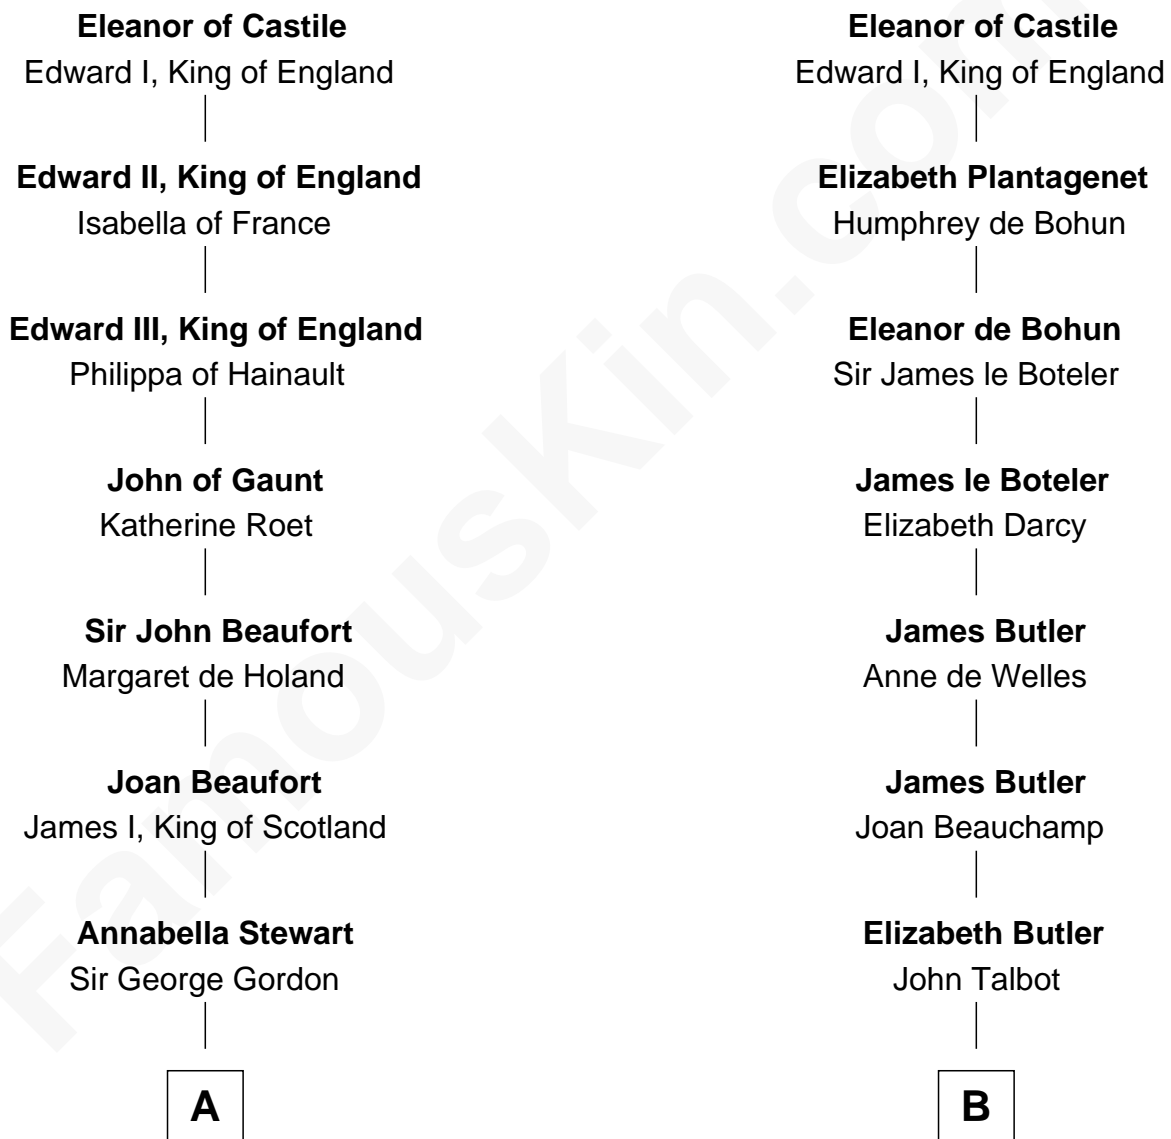 Eleanor of Castile
Edward I, King of England
Edward II, King of England
Isabella of France
Edward III, King of England
Philippa of Hainault
John of Gaunt
Katherine Roet
Sir John Beaufort
Margaret de Holand
Joan Beaufort
James I, King of Scotland
Annabella Stewart
Sir George Gordon
A
Eleanor of Castile
Edward I, King of England
Elizabeth Plantagenet
Humphrey de Bohun
Eleanor de Bohun
Sir James le Boteler
James le Boteler
Elizabeth Darcy
James Butler
Anne de Welles
James Butler
Joan Beauchamp
Elizabeth Butler
John Talbot
B
FamousKin.com